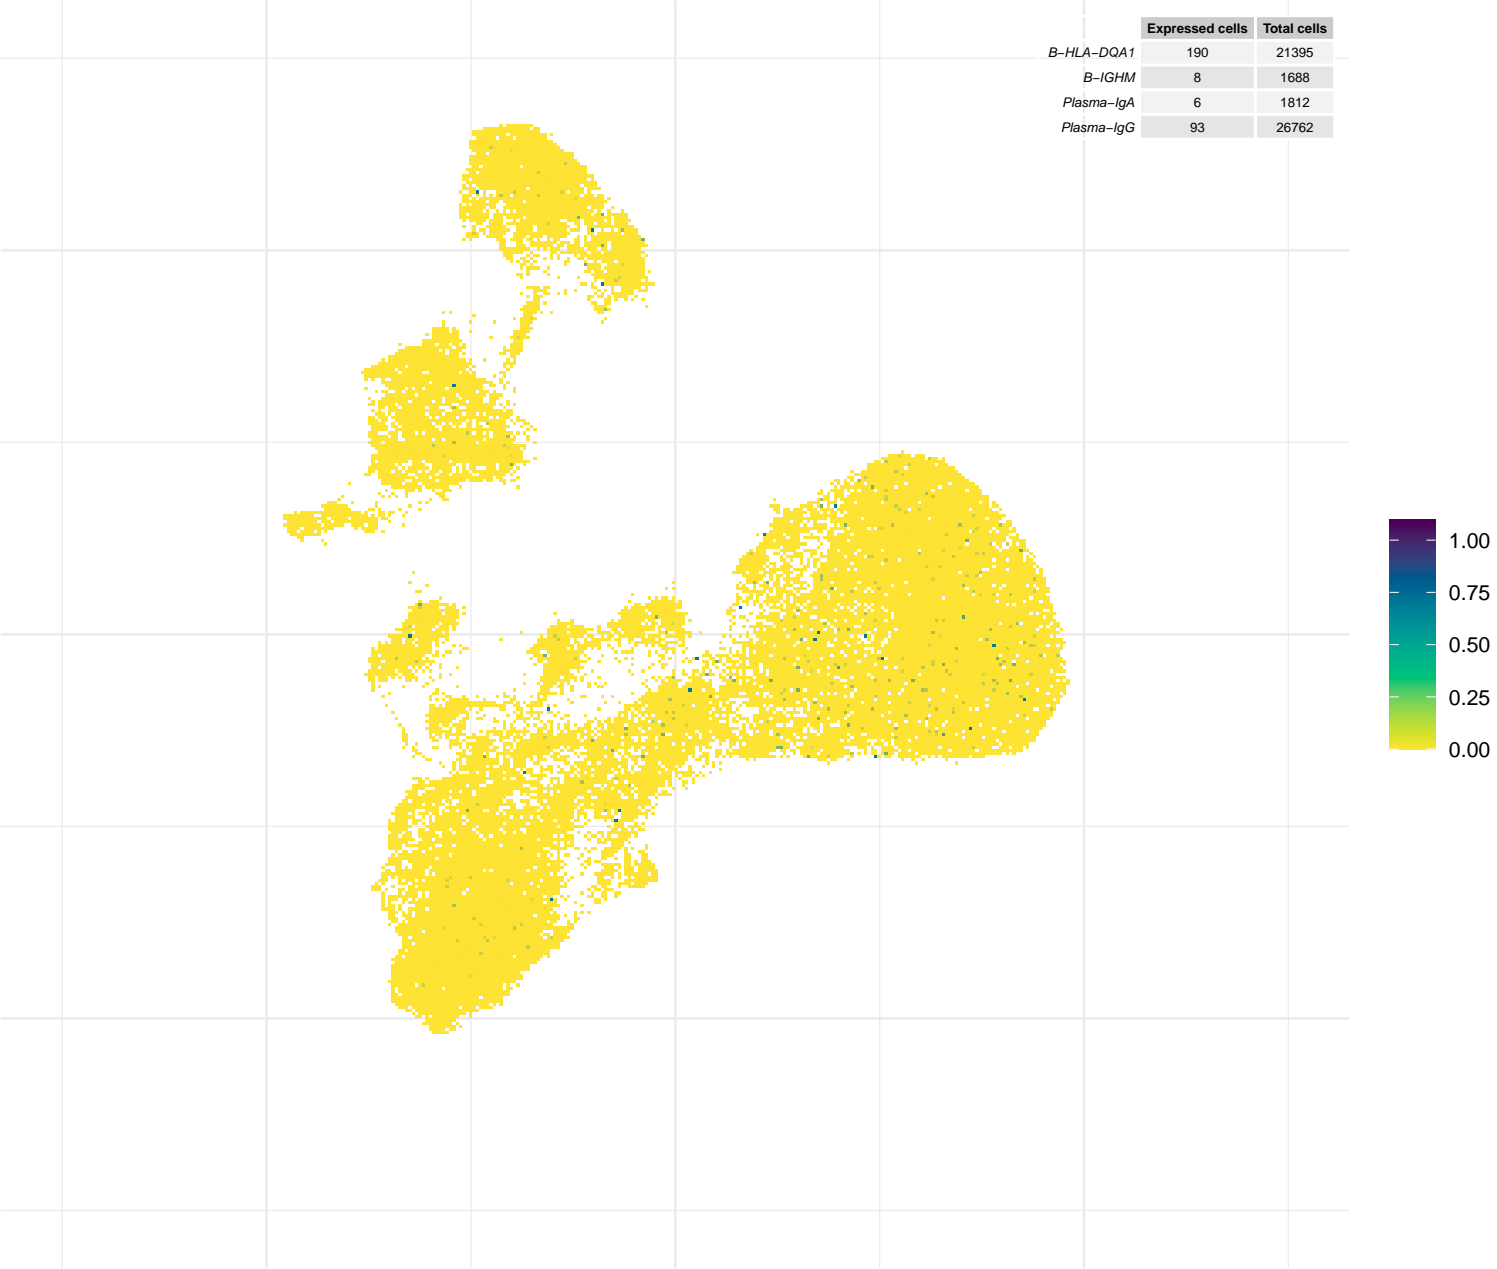 Expressed cells Total cells
B−HLA−DQA1 190 21395
B−IGHM 8 1688
Plasma−IgA 6 1812
Plasma−IgG 93 26762
1.00
0.75
0.50
0.25
0.00